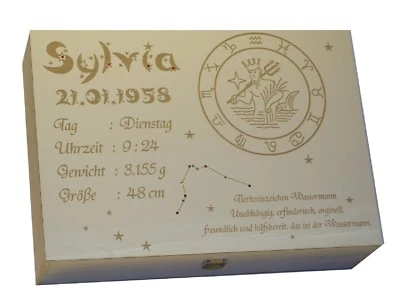 Sylvia
21.01.1958
Tag : Dienstag
Uhrzeit : 9:24
Gewicht : 3.155 g
Größe : 48 cm
Tierkreiszeichen Wassermann
Unabhängig, erfinderisch, orginell,
freundlich und hilfsbereit, das ist der Wassermann.